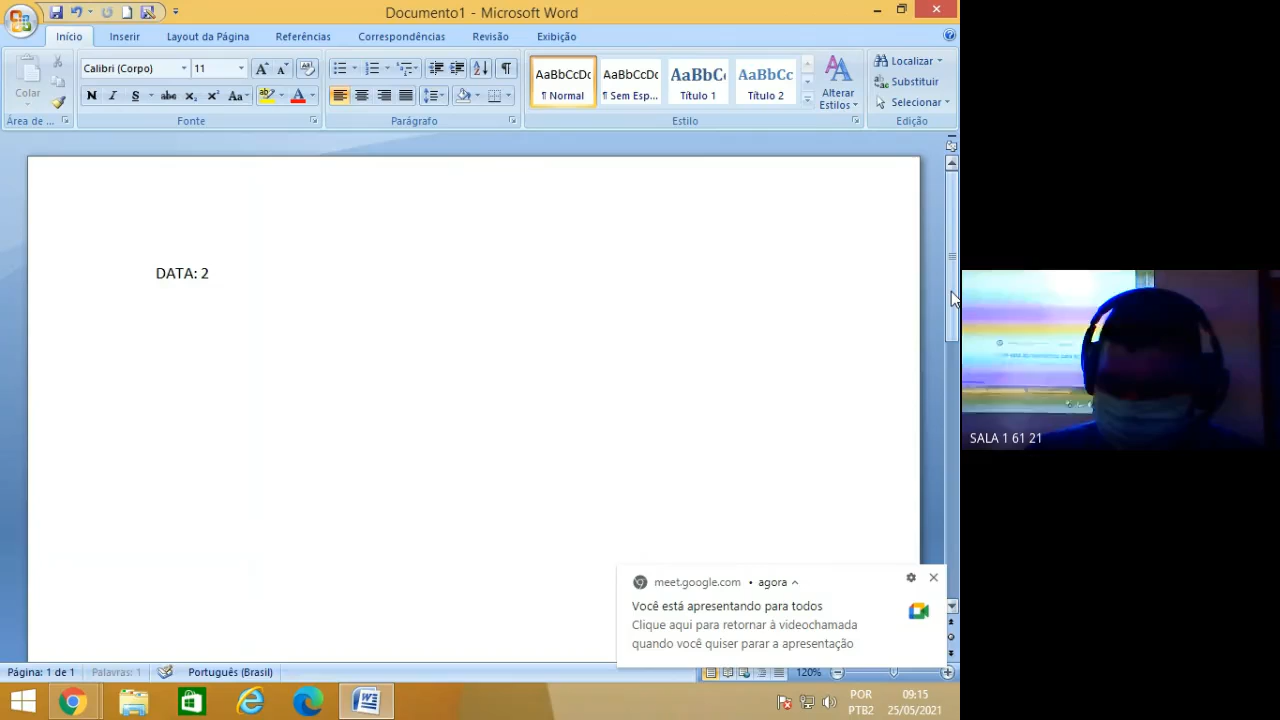 Documento1 - Microsoft Word
Início Inserir Layout da Página Referências Correspondências Revisão Exibição
Colar
Calibri (Corpo) 11
AaBbCcDc AaBbCcDc AaBbC AaBbCc
¶ Normal ¶ Sem Esp... Título 1 Título 2
Alterar Estilos
Localizar
Substituir
Selecionar
N I S abc x₂ x² Aa
Área de ... Fonte Parágrafo Estilo Edição
DATA: 2
SALA 1 61 21
meet.google.com • agora
Você está apresentando para todos
Clique aqui para retornar à videochamada
quando você quiser parar a apresentação
Página: 1 de 1 Palavras: 1 Português (Brasil) 120%
POR 09:15
PTB2 25/05/2021